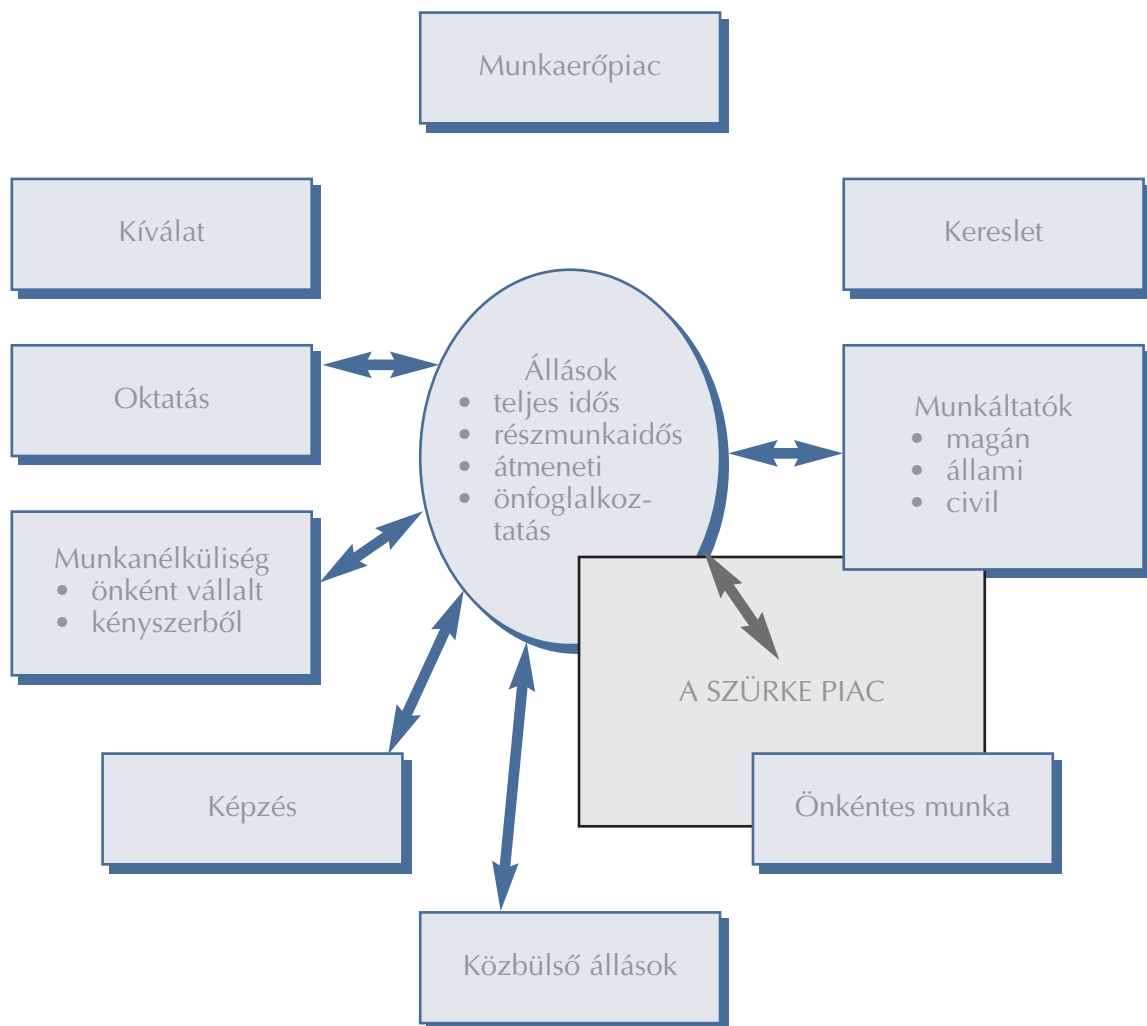 Munkaerőpiac
Kíválat
Kereslet
Oktatás
Állások
• teljes idős
• részmunkaidős
• átmeneti
• önfoglalkoz-
tatás
Munkáltatók
• magán
• állami
• civil
Munkanélküliség
• önként vállalt
• kényszerből
A SZÜRKE PIAC
Képzés
Önkéntes munka
Közbülső állások